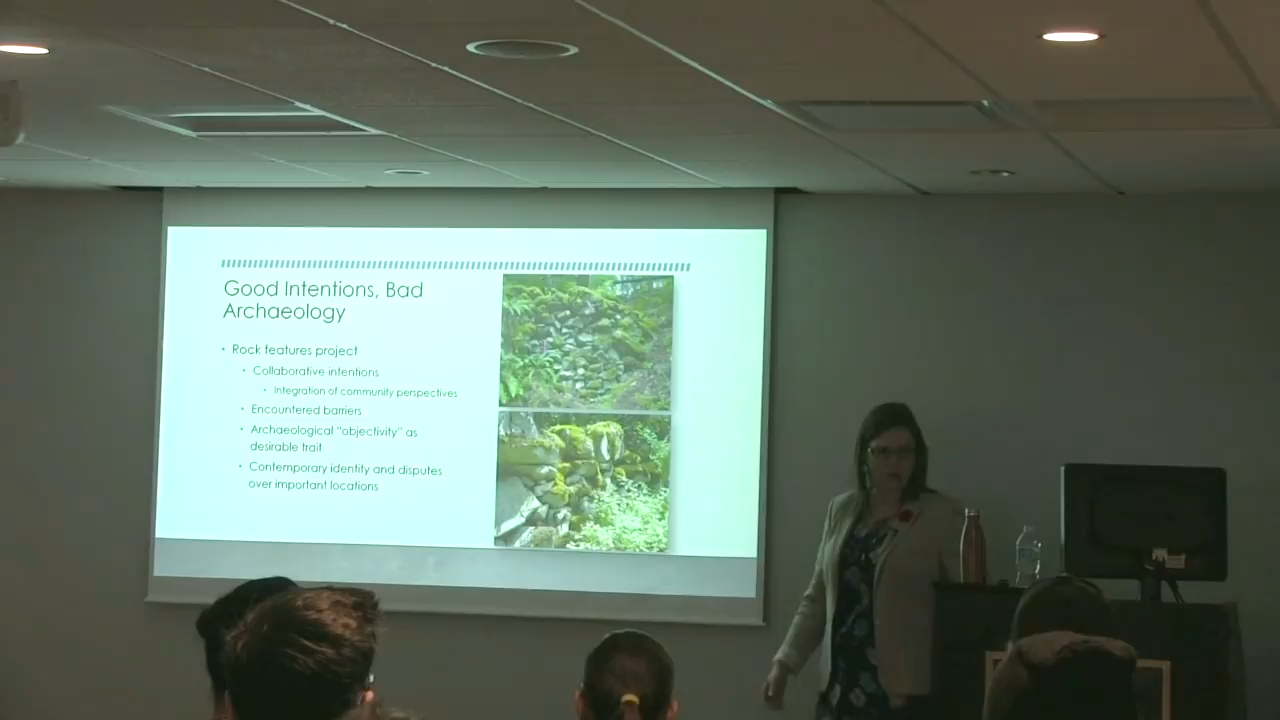 Good Intentions, Bad
Archaeology
Rock features project
Collaborative intentions
Integration of community perspectives
Encountered barriers
Archaeological “objectivity” as
desirable trait
Contemporary identity and disputes
over important locations